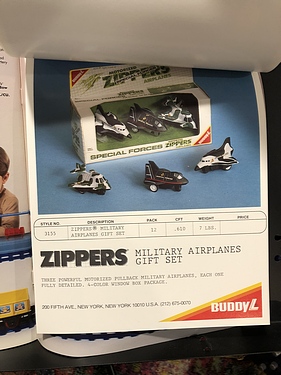 ZIPPERS
AIRPLANES
SPECIAL FORCES ZIPPERS
STYLE NO. DESCRIPTION PACK CFT WEIGHT PRICE
3155 ZIPPERS® MILITARY AIRPLANES GIFT SET 12 .610 7 LBS.
ZIPPERS MILITARY AIRPLANES
GIFT SET
THREE POWERFUL MOTORIZED PULLBACK MILITARY AIRPLANES, EACH ONE
FULLY DETAILED. 4-COLOR WINDOW BOX PACKAGE.
200 FIFTH AVE., NEW YORK, NEW YORK 10010 U.S.A. (212) 675-0070
BUDDY L